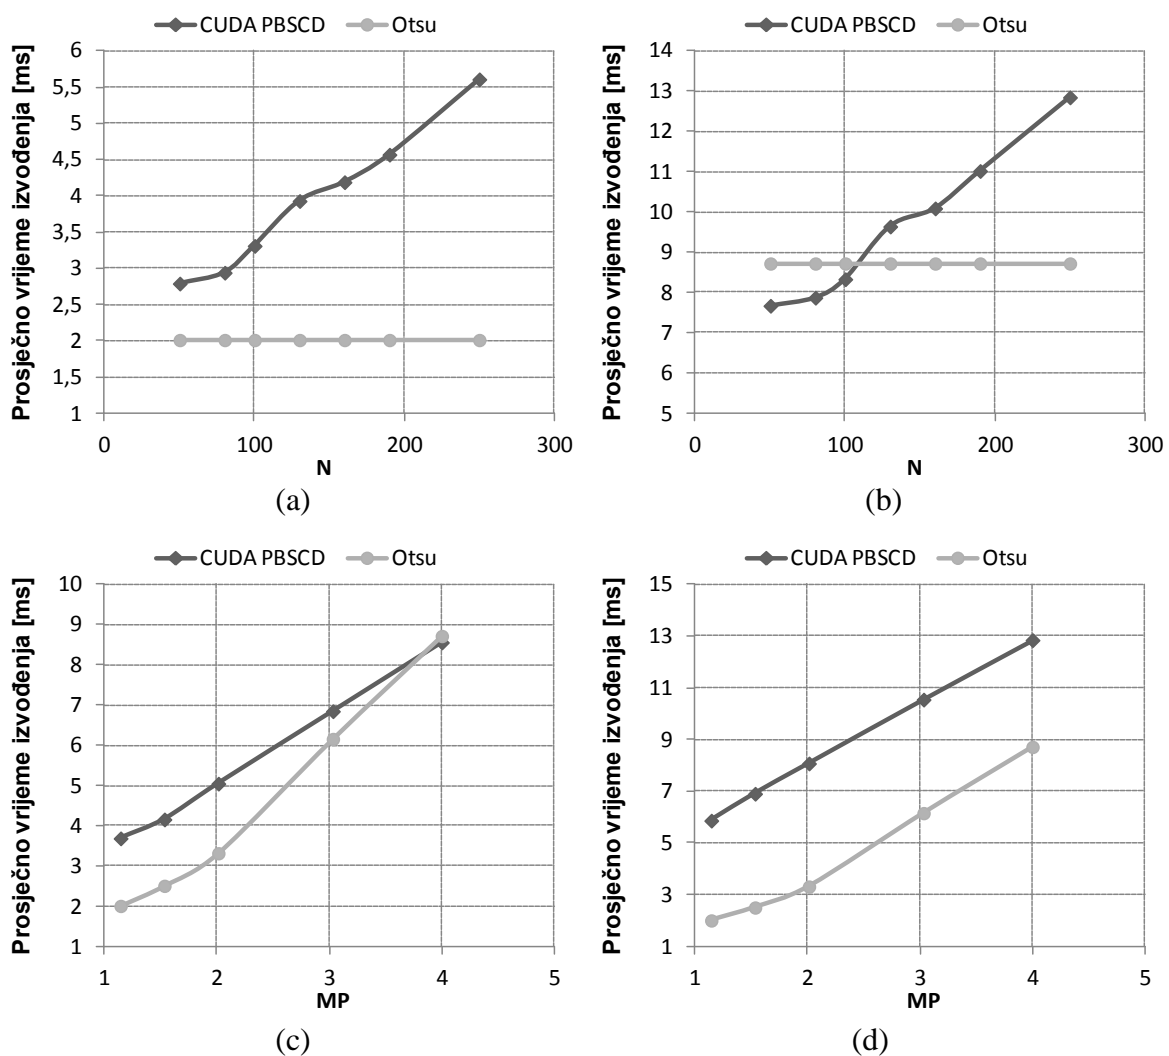 CUDA PBSCD Otsu
Prosječno vrijeme izvođenja [ms]
6
5,5
5
4,5
4
3,5
3
2,5
2
1,5
1
0 100 200 300
N
(a)
CUDA PBSCD Otsu
Prosječno vrijeme izvođenja [ms]
14
13
12
11
10
9
8
7
6
5
0 100 200 300
N
(b)
CUDA PBSCD Otsu
Prosječno vrijeme izvođenja [ms]
10
9
8
7
6
5
4
3
2
1
1 2 3 4 5
MP
(c)
CUDA PBSCD Otsu
Prosječno vrijeme izvođenja [ms]
15
13
11
9
7
5
3
1
1 2 3 4 5
MP
(d)